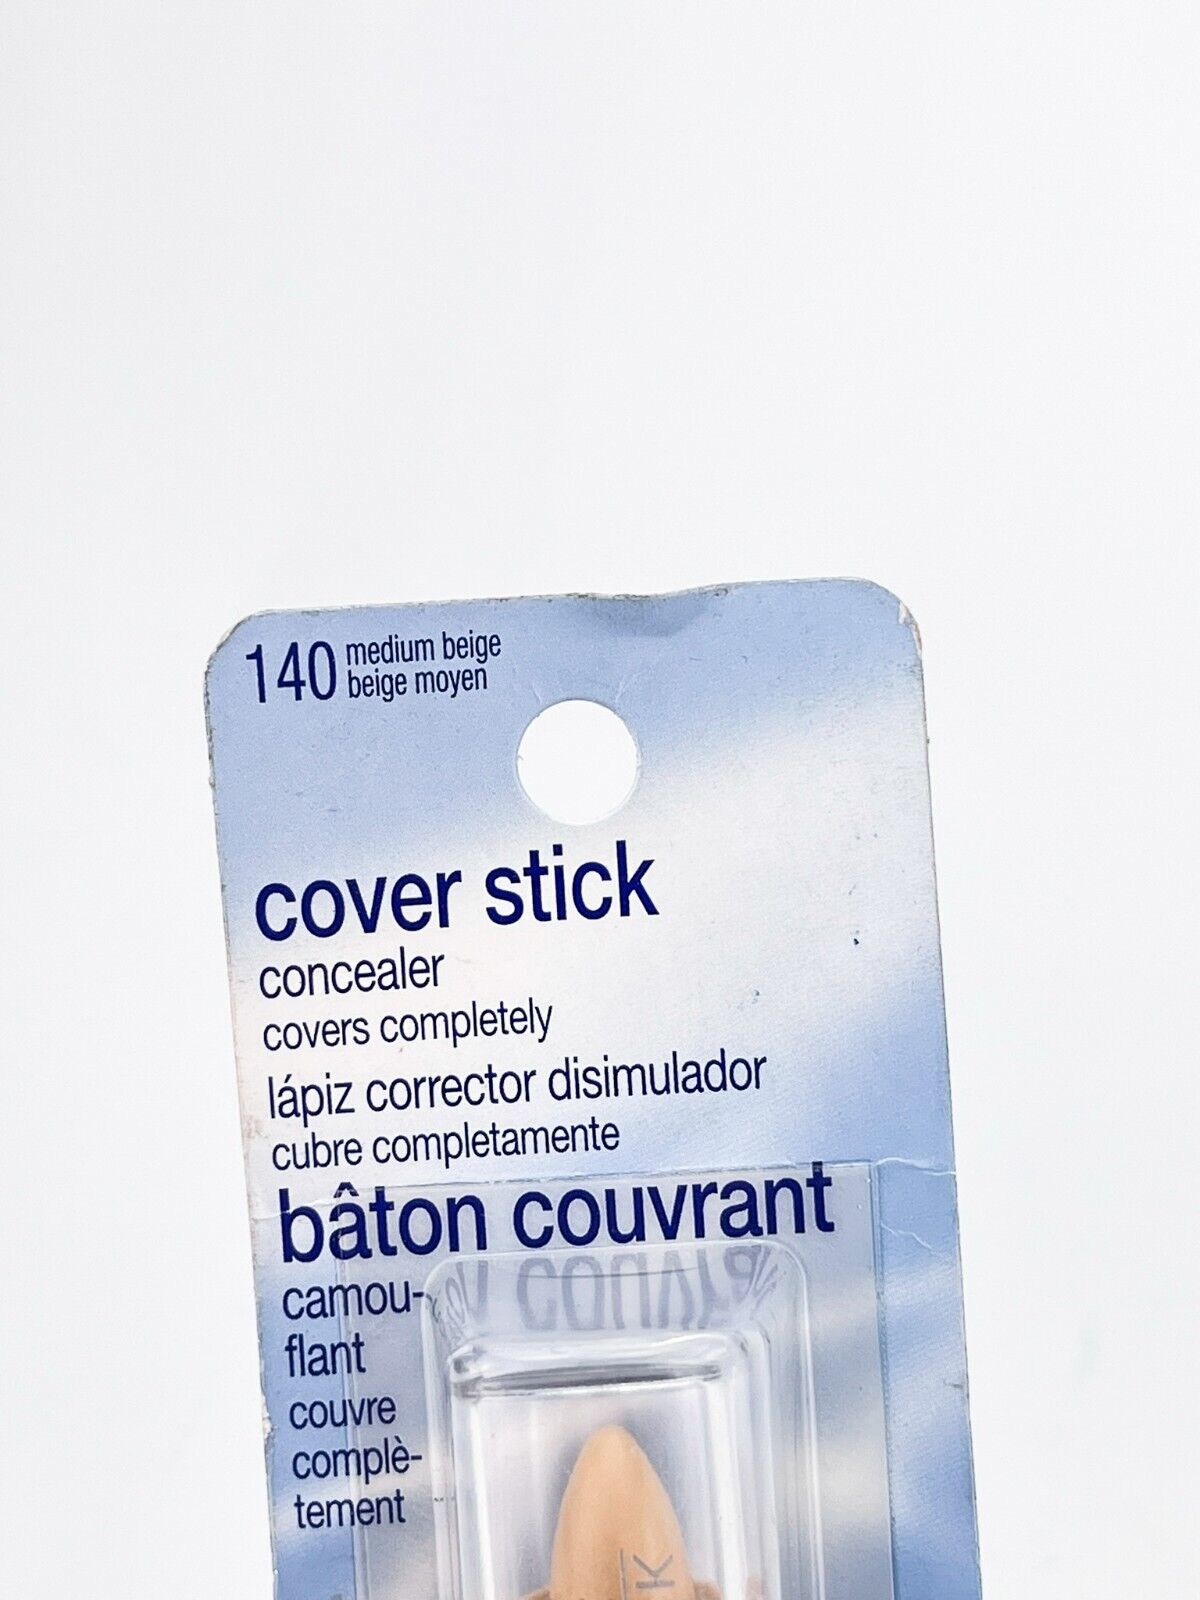 140 medium beige
beige moyen
cover stick
concealer
covers completely
lápiz corrector disimulador
cubre completamente
bâton couvrant
camou-
flant
couvre
complè-
tement
K